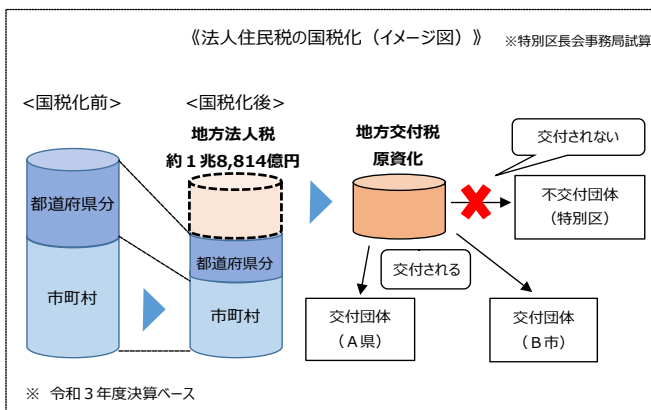 《法人住民税の国税化（イメージ図）》 ※特別区長会事務局試算
<国税化前>
<国税化後>
地方法人税
約１兆8,814億円
地方交付税
原資化
交付されない
都道府県分
市町村
都道府県分
市町村
不交付団体
（特別区）
交付される
交付団体
（Ａ県）
交付団体
（Ｂ市）
※ 令和３年度決算ベース